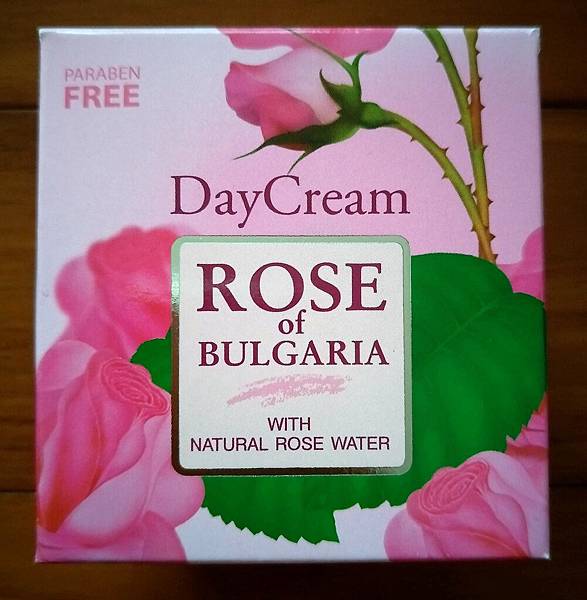 PARABEN
FREE
DayCream
ROSE
of
BULGARIA
WITH
NATURAL ROSE WATER